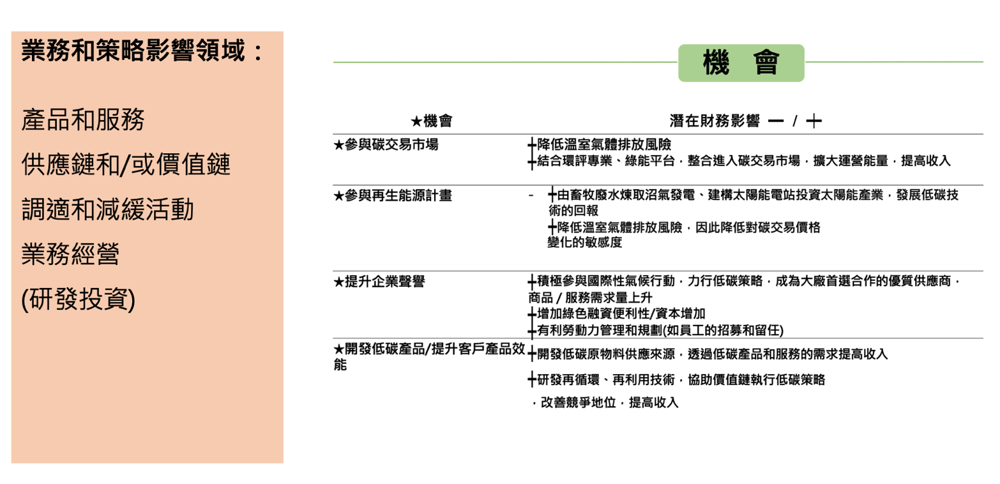 業務和策略影響領域：
產品和服務
供應鏈和/或價值鏈
調適和減緩活動
業務經營
(研發投資)
機 會
★機會
潛在財務影響 ━ / ┼
★參與碳交易市場
┼降低溫室氣體排放風險
┼結合環評專業、綠能平台，整合進入碳交易市場，擴大運營能量，提高收入
★參與再生能源計畫
- ┼由畜牧廢水煉取沼氣發電、建構太陽能電站投資太陽能產業，發展低碳技
術的回報
┼降低溫室氣體排放風險，因此降低對碳交易價格
變化的敏感度
★提升企業聲譽
┼積極參與國際性氣候行動，力行低碳策略，成為大廠首選合作的優質供應商，
商品 / 服務需求量上升
┼增加綠色融資便利性/資本增加
┼有利勞動力管理和規劃(如員工的招募和留任)
★開發低碳產品/提升客戶產品效
能
┼開發低碳原物料供應來源，透過低碳產品和服務的需求提高收入
┼研發再循環、再利用技術，協助價值鏈執行低碳策略
，改善競爭地位，提高收入